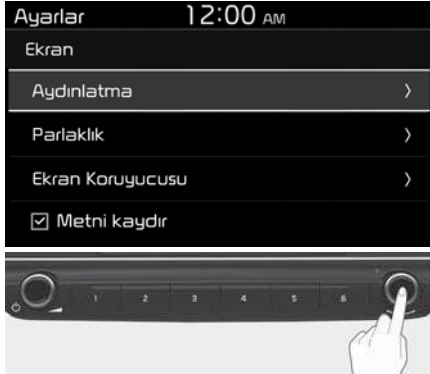 Ayarlar 12:00 AM
Ekran
Aydınlatma
Parlaklık
Ekran Koruyucusu
Metni kaydır
1 2 3 4 5 6